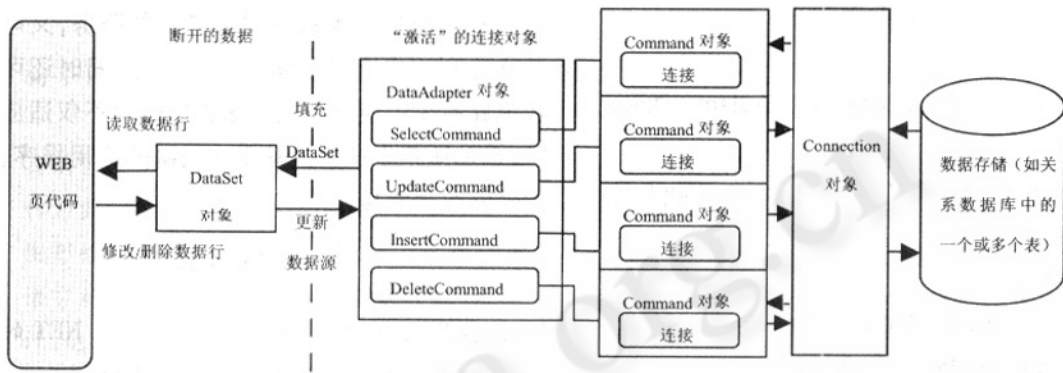 断开的数据
“激活”的连接对象
WEB
页代码
读取数据行
修改/删除数据行
DataSet
对象
填充
DataSet
更新
数据源
DataAdapter 对象
SelectCommand
UpdateCommand
InsertCommand
DeleteCommand
Command 对象
连接
Command 对象
连接
Command 对象
连接
Command 对象
连接
Connection
对象
数据存储（如关
系数据库中的
一个或多个表）